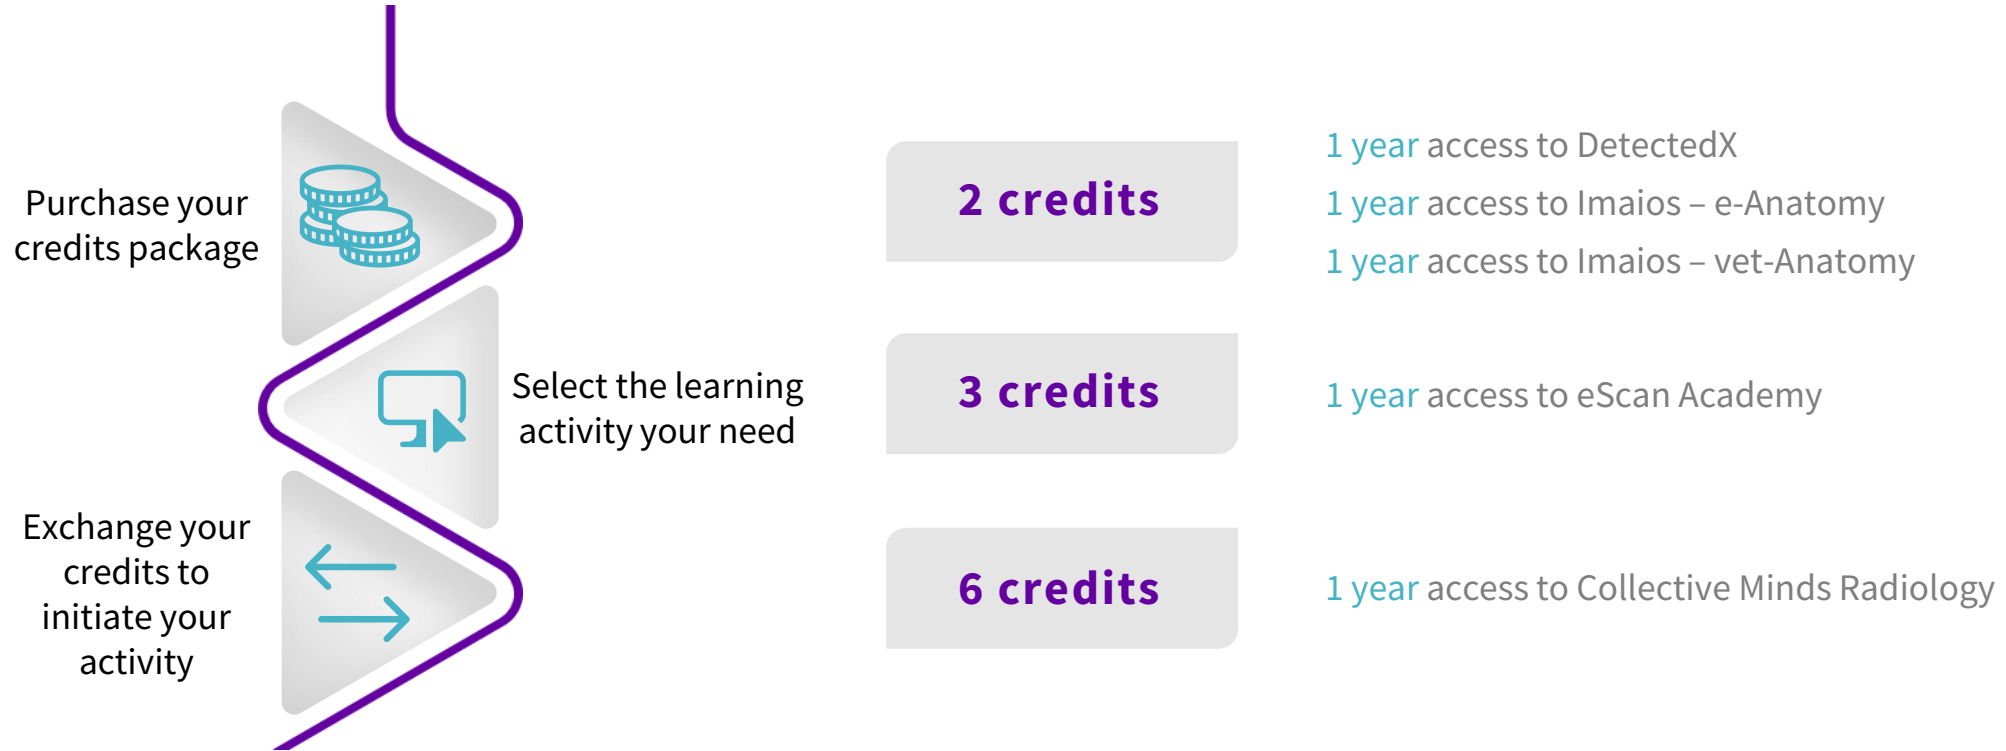 Purchase your
credits package
Select the learning
activity your need
Exchange your
credits to
initiate your
activity
2 credits
1 year access to DetectedX
1 year access to Imaios – e-Anatomy
1 year access to Imaios – vet-Anatomy
3 credits
1 year access to eScan Academy
6 credits
1 year access to Collective Minds Radiology